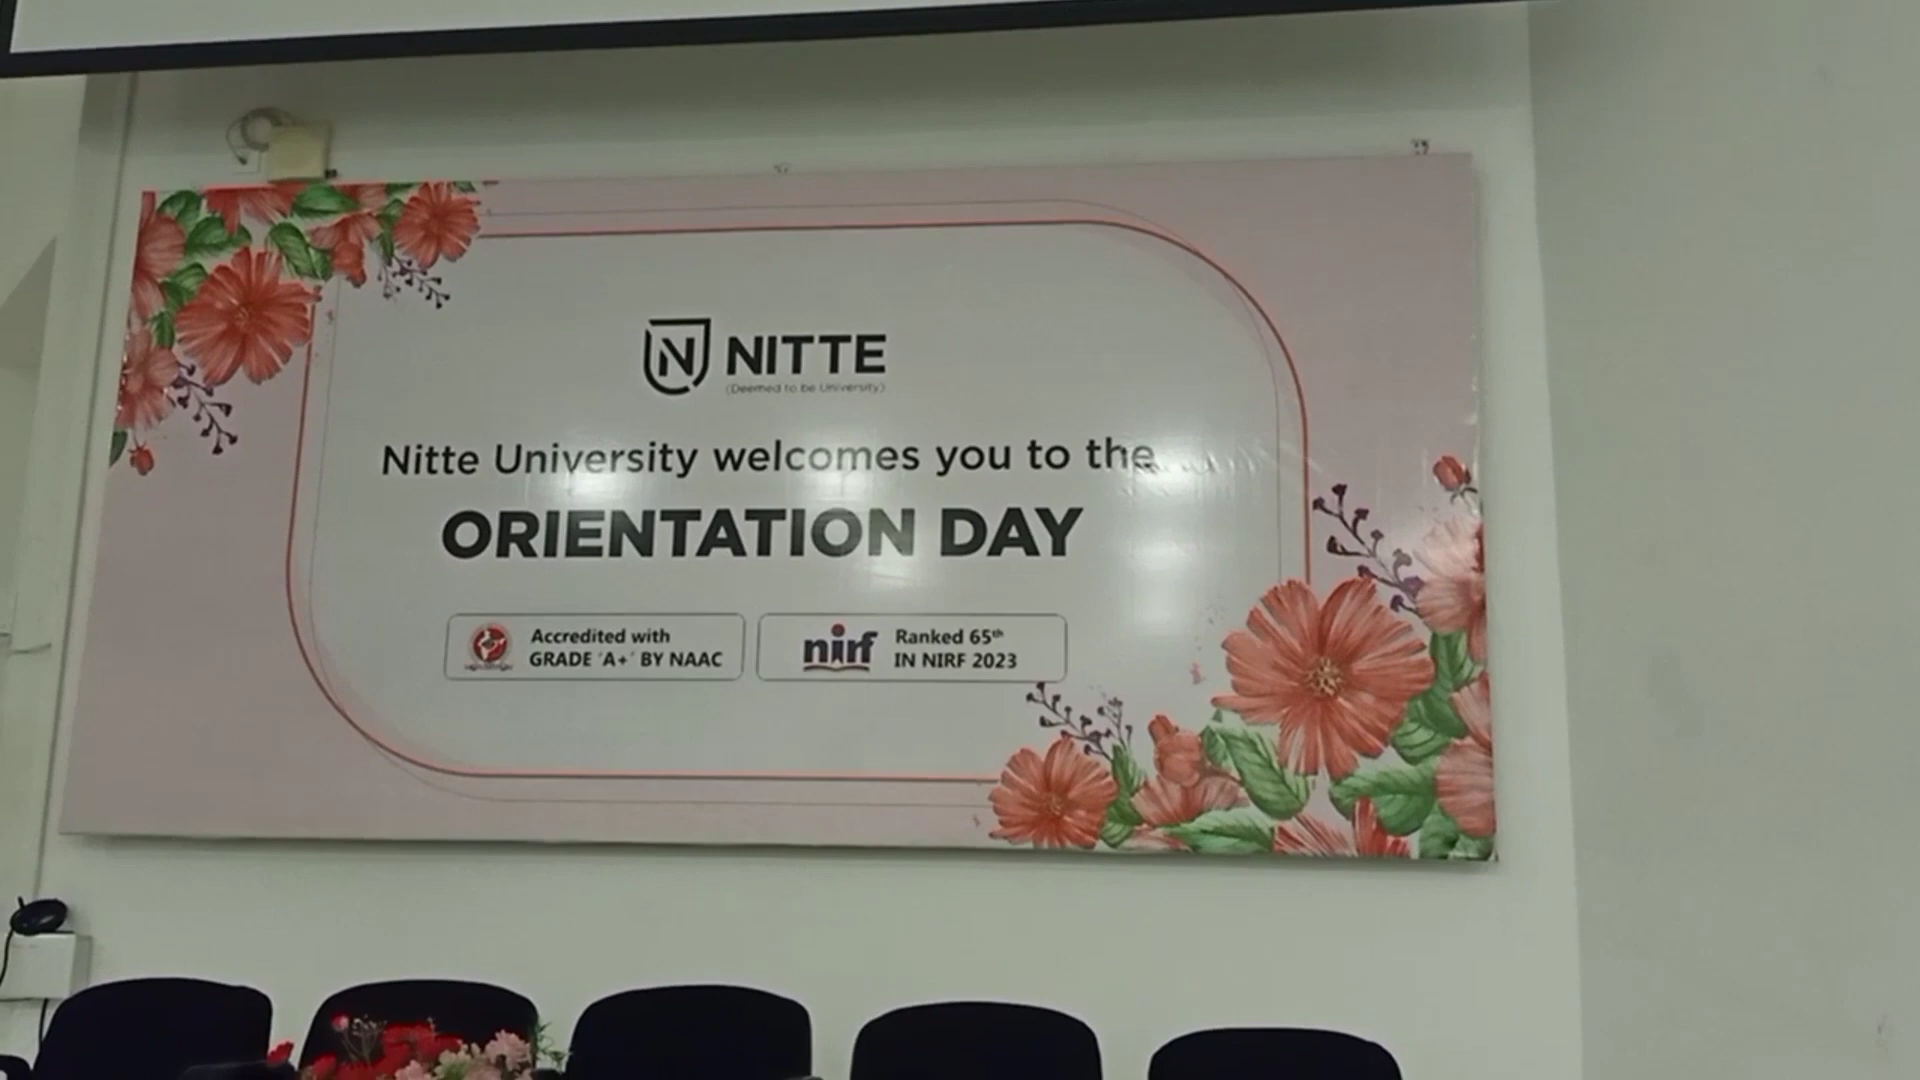 N NITTE
(Deemed to be University)
Nitte University welcomes you to the
ORIENTATION DAY
Accredited with
GRADE 'A+' BY NAAC
nirf
Ranked 65th
IN NIRF 2023